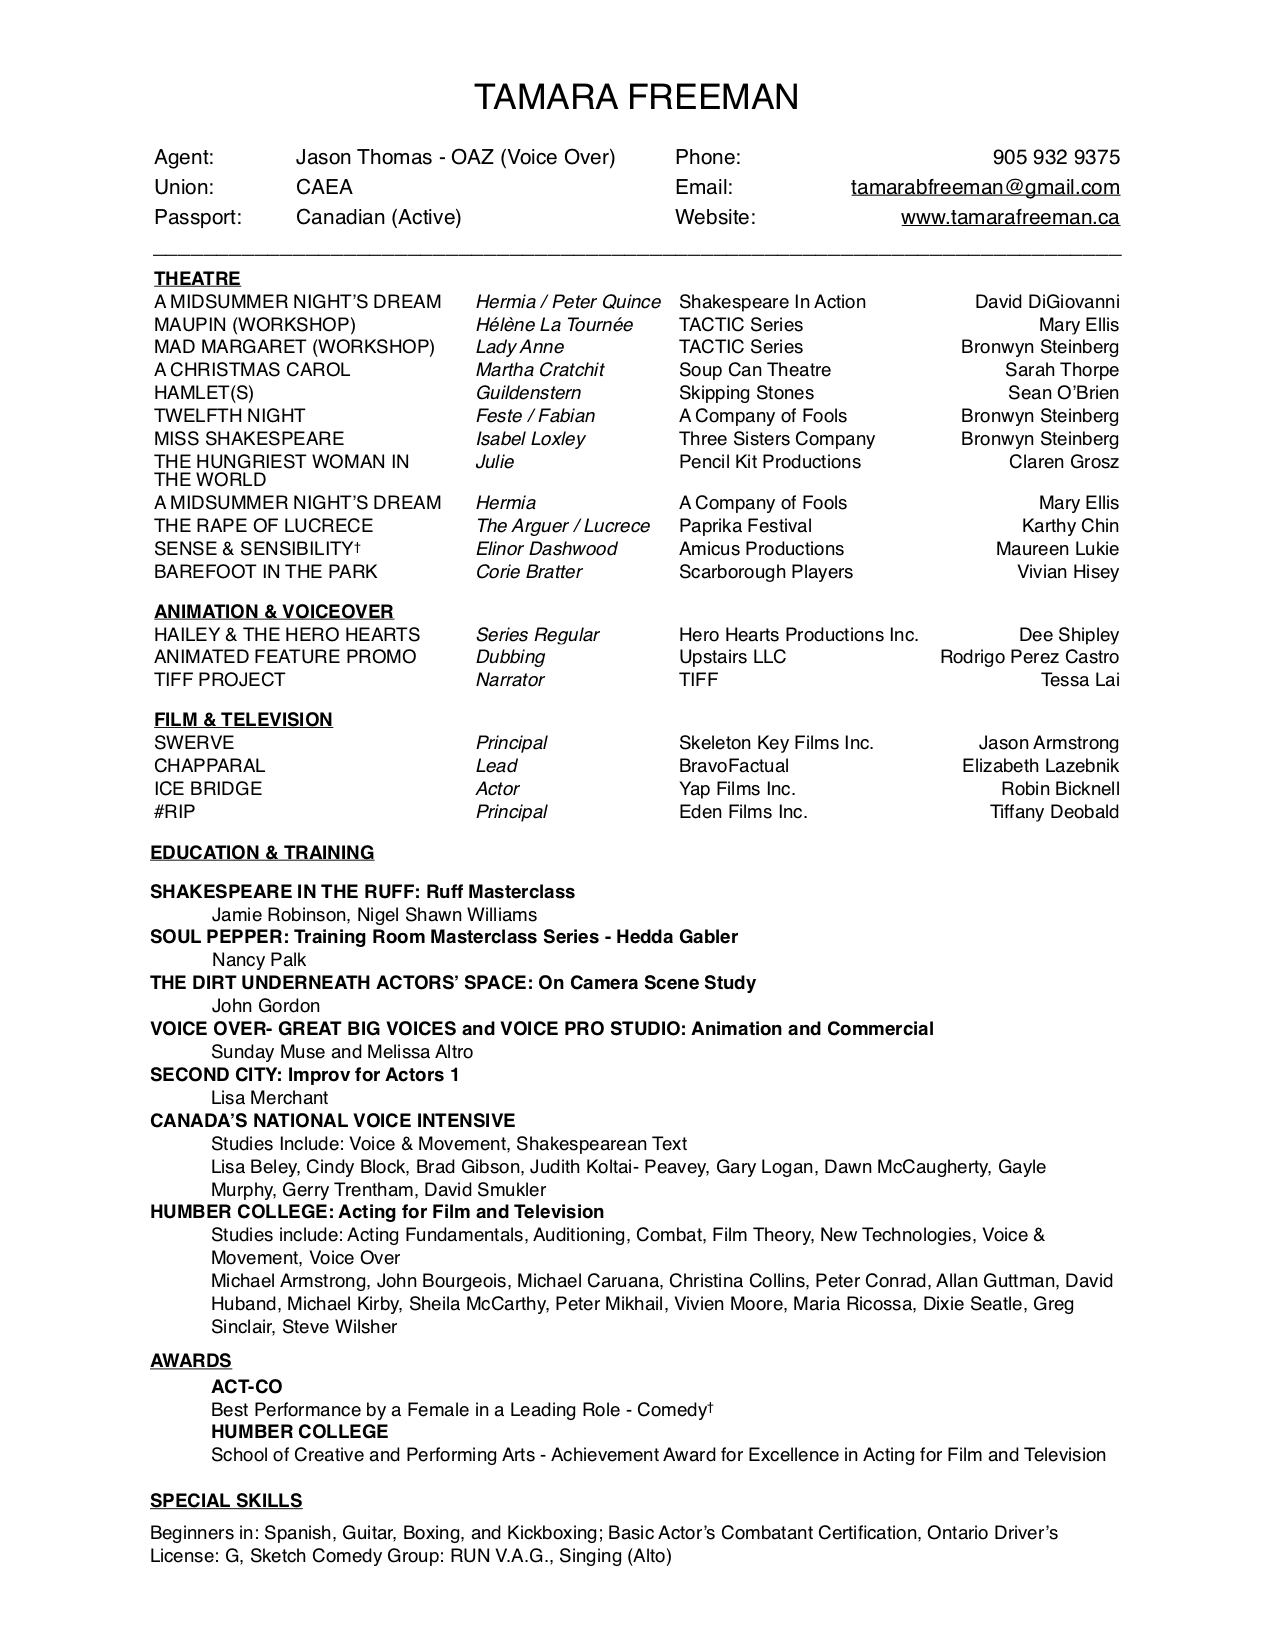 TAMARA FREEMAN
Agent: Jason Thomas - OAZ (Voice Over) Phone: 905 932 9375
Union: CAEA Email: tamarabfreeman@gmail.com
Passport: Canadian (Active) Website: www.tamarafreeman.ca
THEATRE
A MIDSUMMER NIGHT'S DREAM Hermia / Peter Quince Shakespeare In Action David DiGiovanni
MAUPIN (WORKSHOP) Hélène La Tournée TACTIC Series Mary Ellis
MAD MARGARET (WORKSHOP) Lady Anne TACTIC Series Bronwyn Steinberg
A CHRISTMAS CAROL Martha Cratchit Soup Can Theatre Sarah Thorpe
HAMLET(S) Guildenstern Skipping Stones Sean O'Brien
TWELFTH NIGHT Feste / Fabian A Company of Fools Bronwyn Steinberg
MISS SHAKESPEARE Isabel Loxley Three Sisters Company Bronwyn Steinberg
THE HUNGRIEST WOMAN IN Julie Pencil Kit Productions Claren Grosz
THE WORLD
A MIDSUMMER NIGHT'S DREAM Hermia A Company of Fools Mary Ellis
THE RAPE OF LUCRECE The Arguer / Lucrece Paprika Festival Karthy Chin
SENSE & SENSIBILITY† Elinor Dashwood Amicus Productions Maureen Lukie
BAREFOOT IN THE PARK Corie Bratter Scarborough Players Vivian Hisey
ANIMATION & VOICEOVER
HAILEY & THE HERO HEARTS Series Regular Hero Hearts Productions Inc. Dee Shipley
ANIMATED FEATURE PROMO Dubbing Upstairs LLC Rodrigo Perez Castro
TIFF PROJECT Narrator TIFF Tessa Lai
FILM & TELEVISION
SWERVE Principal Skeleton Key Films Inc. Jason Armstrong
CHAPPARAL Lead BravoFactual Elizabeth Lazebnik
ICE BRIDGE Actor Yap Films Inc. Robin Bicknell
#RIP Principal Eden Films Inc. Tiffany Deobald
EDUCATION & TRAINING
SHAKESPEARE IN THE RUFF: Ruff Masterclass
Jamie Robinson, Nigel Shawn Williams
SOUL PEPPER: Training Room Masterclass Series - Hedda Gabler
Nancy Palk
THE DIRT UNDERNEATH ACTORS' SPACE: On Camera Scene Study
John Gordon
VOICE OVER- GREAT BIG VOICES and VOICE PRO STUDIO: Animation and Commercial
Sunday Muse and Melissa Altro
SECOND CITY: Improv for Actors 1
Lisa Merchant
CANADA'S NATIONAL VOICE INTENSIVE
Studies Include: Voice & Movement, Shakespearean Text
Lisa Beley, Cindy Block, Brad Gibson, Judith Koltai- Peavey, Gary Logan, Dawn McCaugherty, Gayle
Murphy, Gerry Trentham, David Smukler
HUMBER COLLEGE: Acting for Film and Television
Studies include: Acting Fundamentals, Auditioning, Combat, Film Theory, New Technologies, Voice &
Movement, Voice Over
Michael Armstrong, John Bourgeois, Michael Caruana, Christina Collins, Peter Conrad, Allan Guttman, David
Huband, Michael Kirby, Sheila McCarthy, Peter Mikhail, Vivien Moore, Maria Ricossa, Dixie Seatle, Greg
Sinclair, Steve Wilsher
AWARDS
ACT-CO
Best Performance by a Female in a Leading Role - Comedy†
HUMBER COLLEGE
School of Creative and Performing Arts - Achievement Award for Excellence in Acting for Film and Television
SPECIAL SKILLS
Beginners in: Spanish, Guitar, Boxing, and Kickboxing; Basic Actor's Combatant Certification, Ontario Driver's
License: G, Sketch Comedy Group: RUN V.A.G., Singing (Alto)